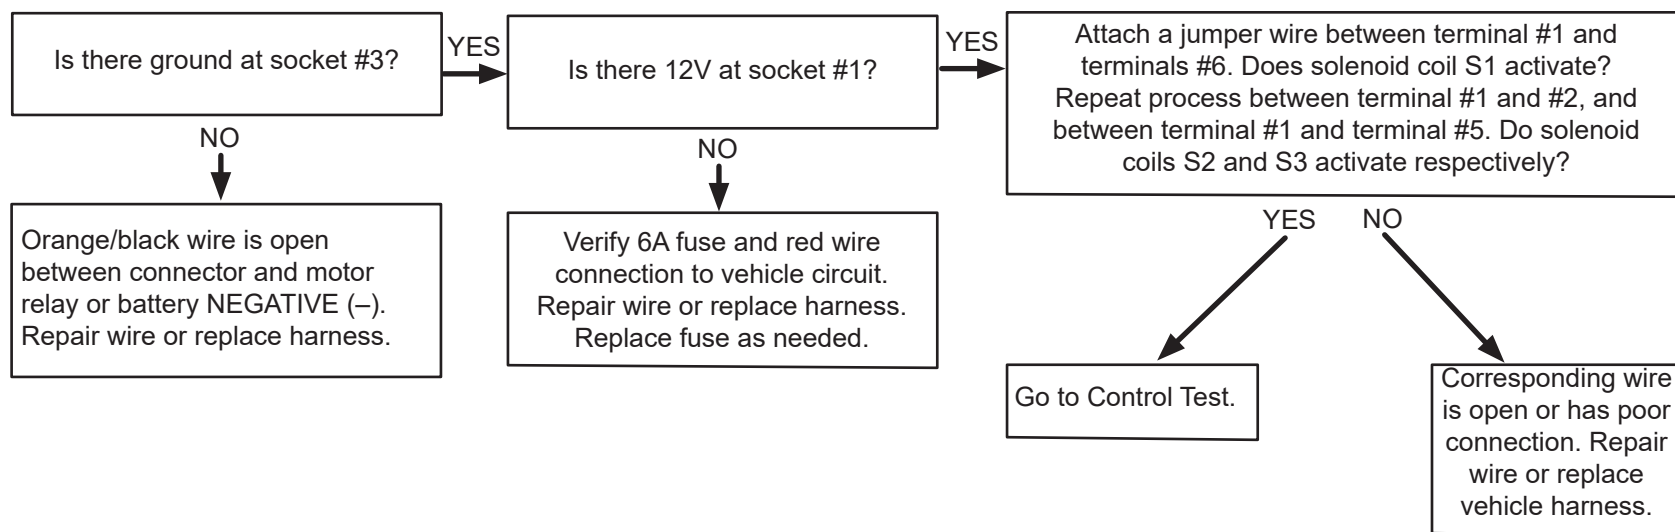 Is there ground at socket #3?
YES
Is there 12V at socket #1?
YES
Attach a jumper wire between terminal #1 and
terminals #6. Does solenoid coil S1 activate?
Repeat process between terminal #1 and #2, and
between terminal #1 and terminal #5. Do solenoid
coils S2 and S3 activate respectively?
NO
Orange/black wire is open
between connector and motor
relay or battery NEGATIVE (–).
Repair wire or replace harness.
NO
Verify 6A fuse and red wire
connection to vehicle circuit.
Repair wire or replace harness.
Replace fuse as needed.
YES
NO
Go to Control Test.
Corresponding wire
is open or has poor
connection. Repair
wire or replace
vehicle harness.